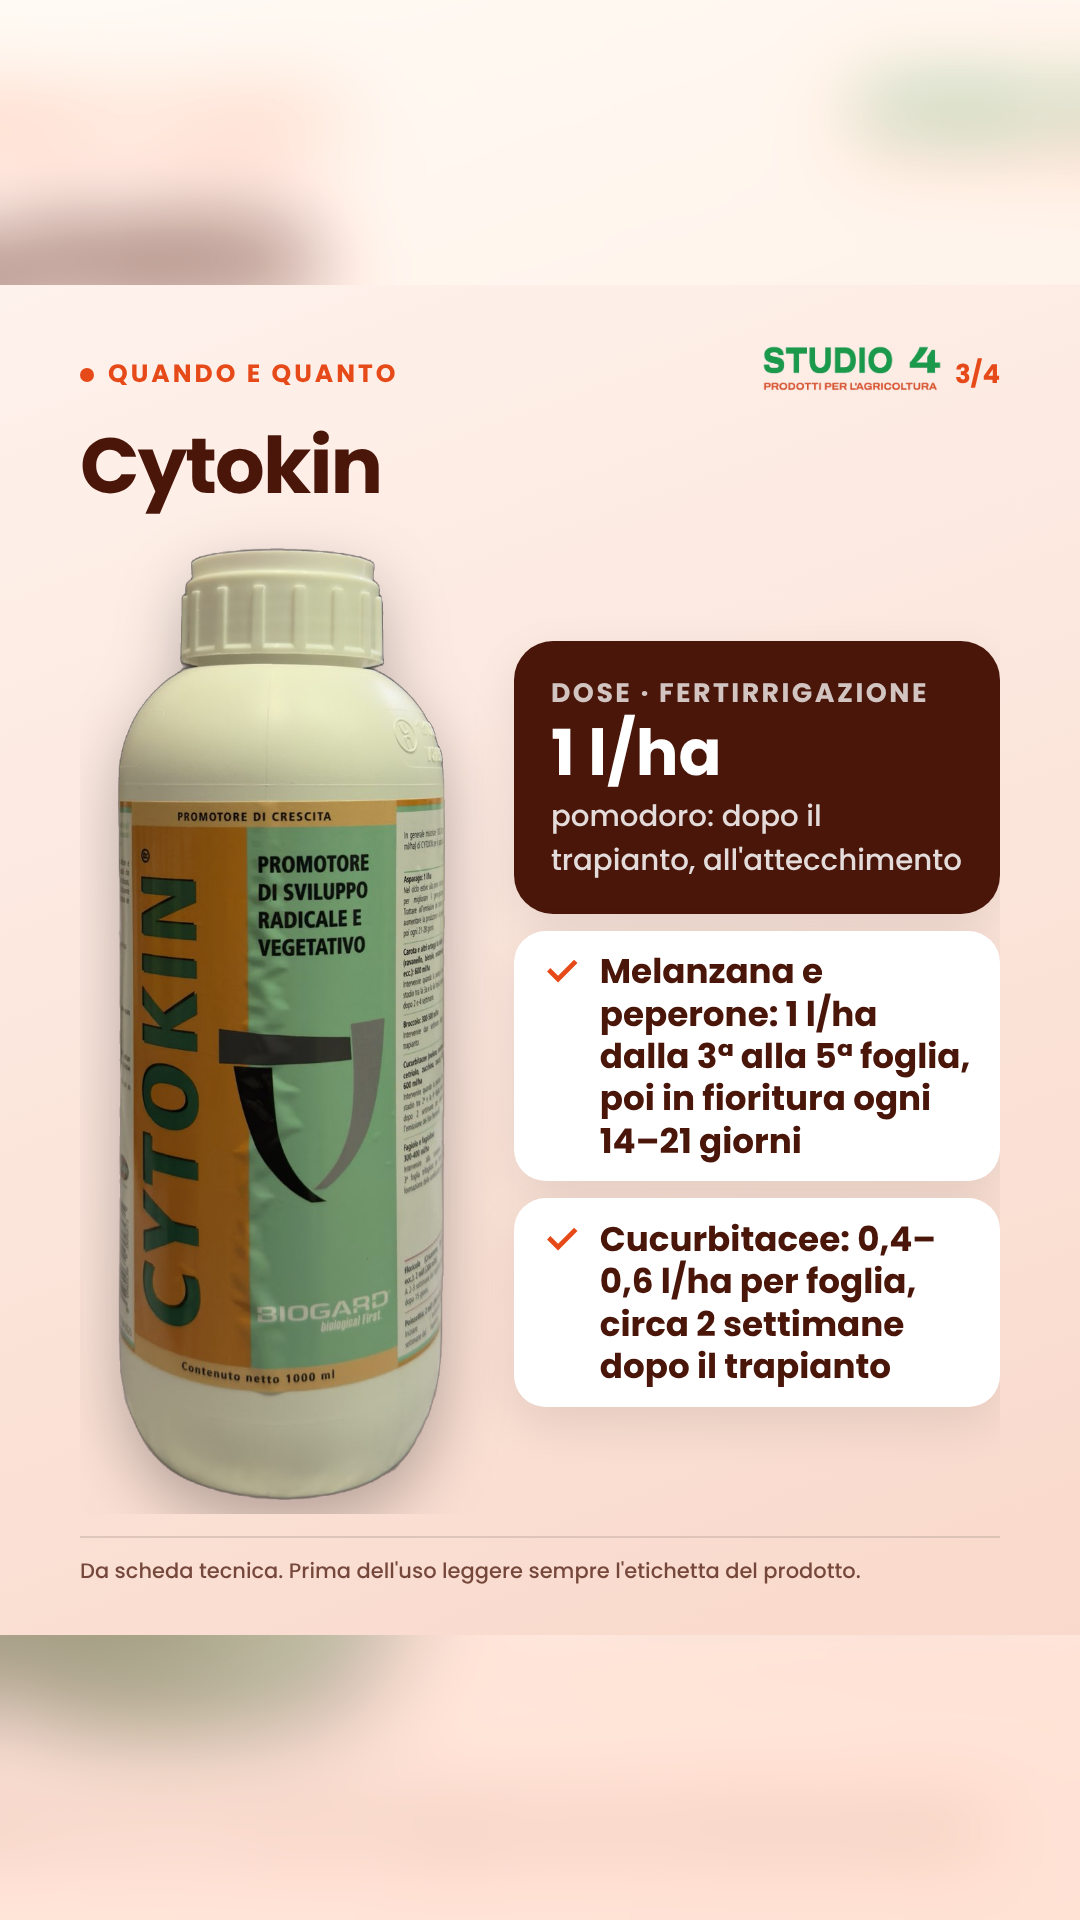 QUANDO E QUANTO
STUDIO 4
PRODOTTI PER L'AGRICOLTURA
3/4
Cytokin
PROMOTORE DI CRESCITA
CYTOKIN®
PROMOTORE
DI SVILUPPO
RADICALE E
VEGETATIVO
BIOGARD
biological First
Contenuto netto 1000 ml
DOSE · FERTIRRIGAZIONE
1 l/ha
pomodoro: dopo il
trapianto, all'attecchimento
Melanzana e
peperone: 1 l/ha
dalla 3ª alla 5ª foglia,
poi in fioritura ogni
14–21 giorni
Cucurbitacee: 0,4–
0,6 l/ha per foglia,
circa 2 settimane
dopo il trapianto
Da scheda tecnica. Prima dell'uso leggere sempre l'etichetta del prodotto.